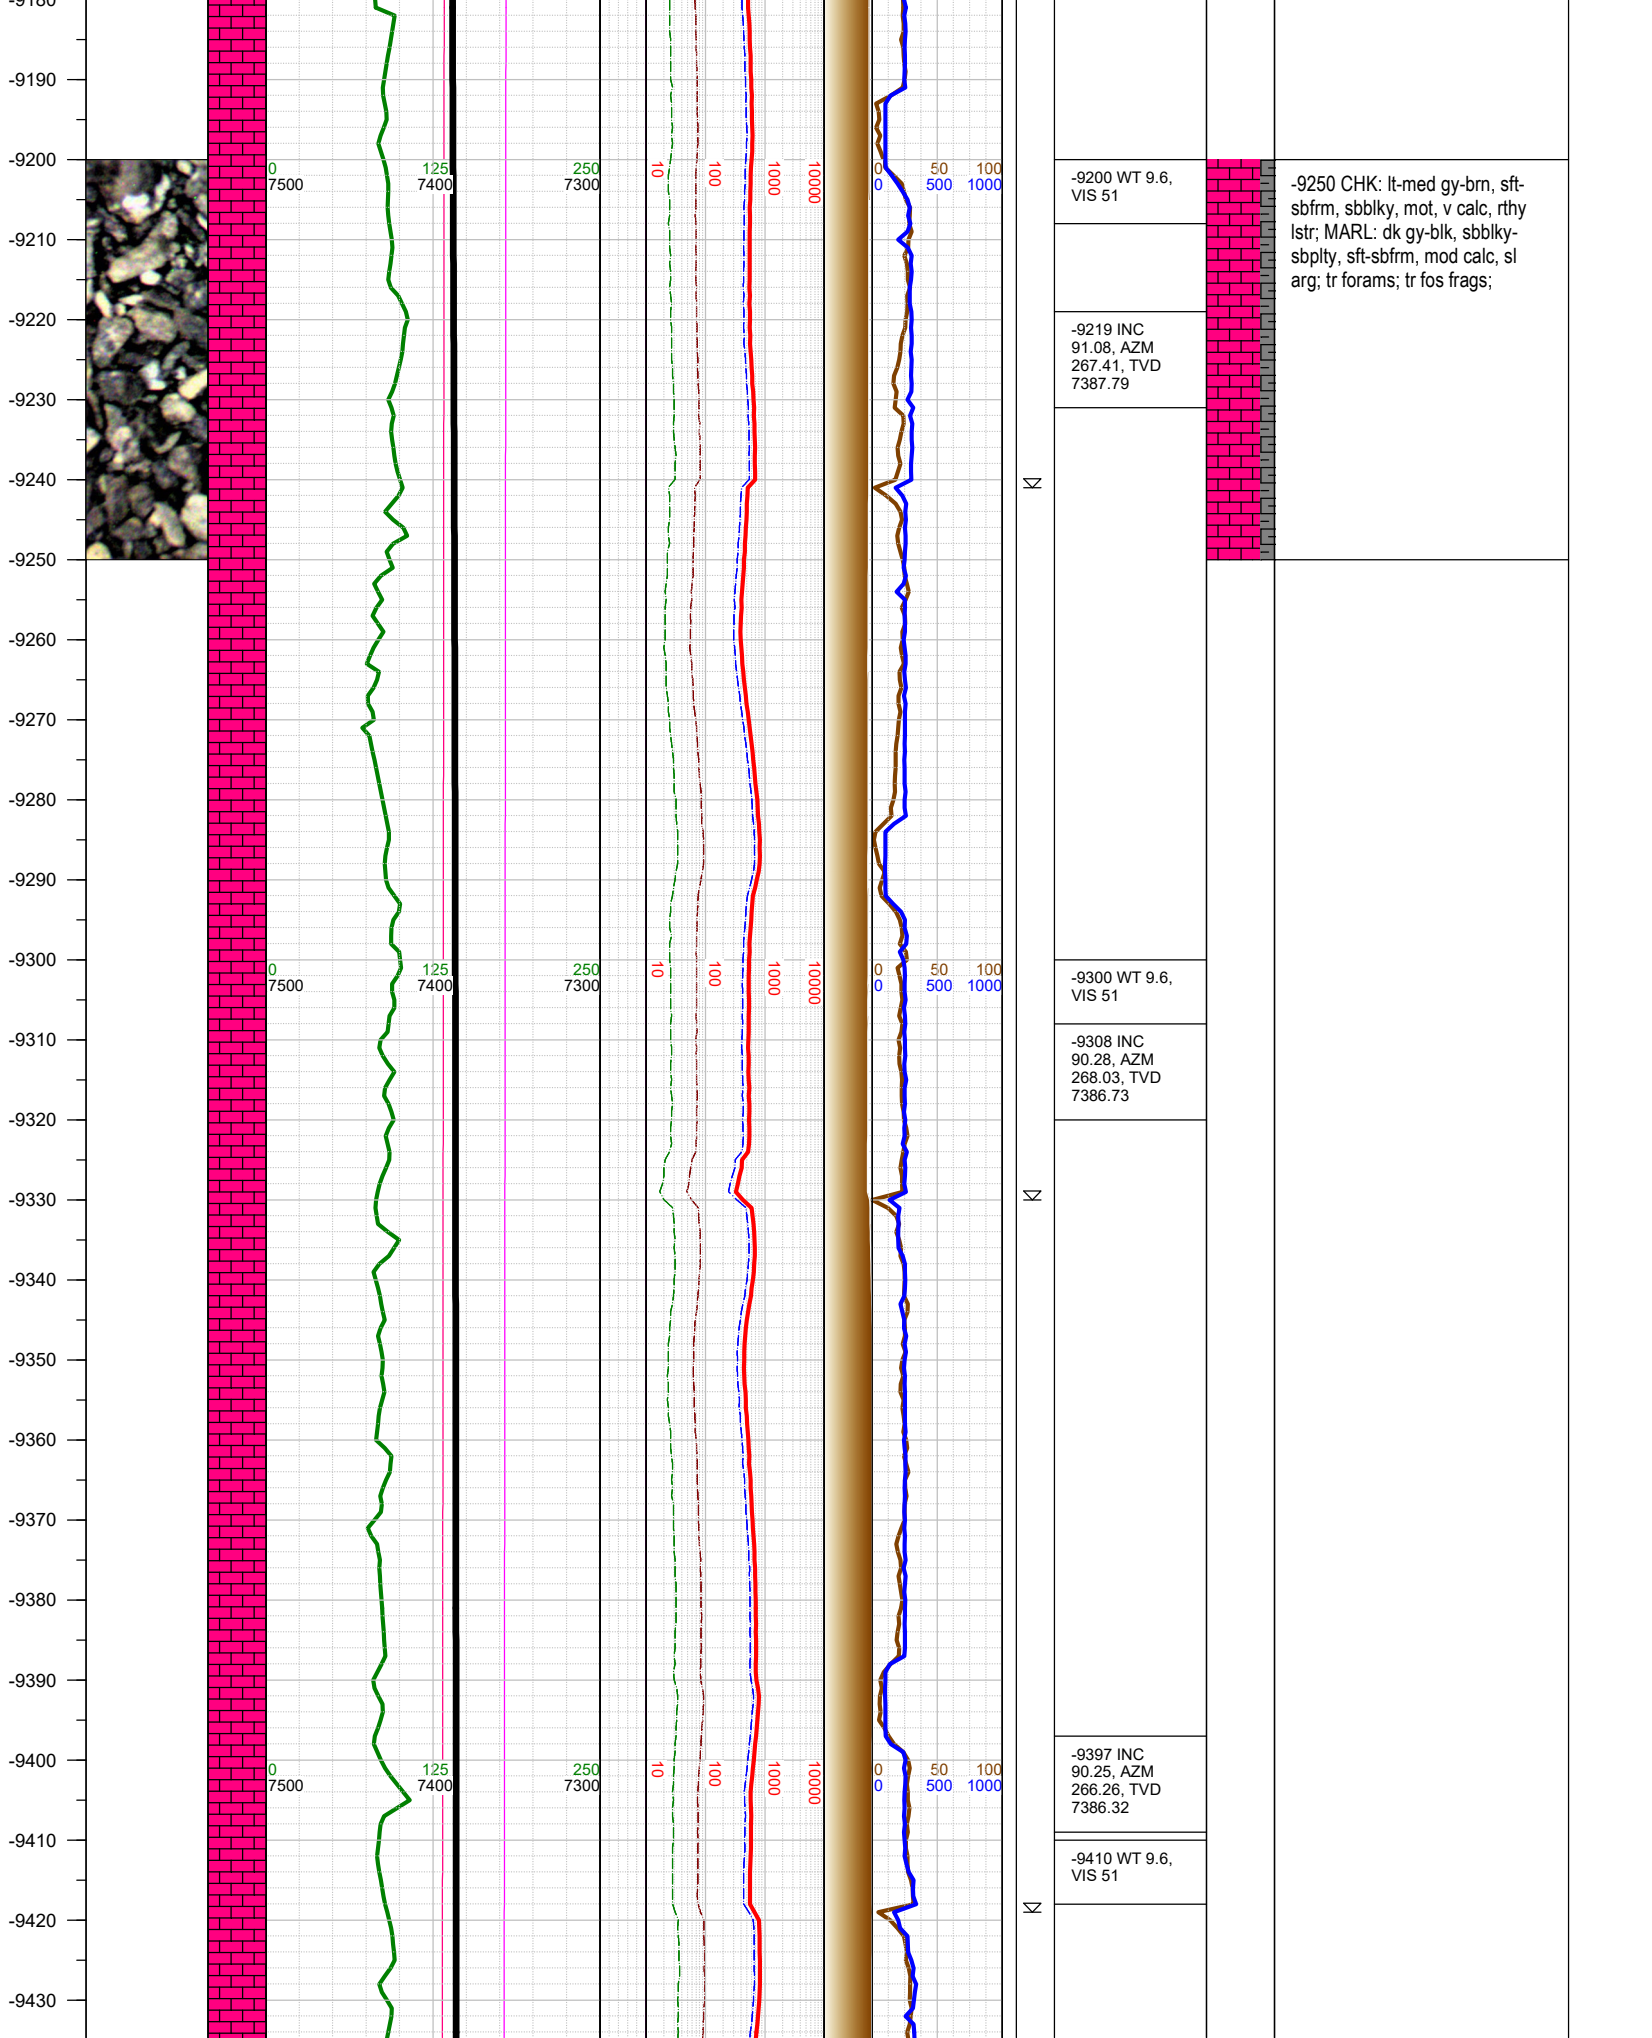 -9180
-9190
-9200
0 125 250
7500 7400 7300
10 100 1000 10000
0 50 100
0 500 1000
-9200 WT 9.6,
VIS 51
-9250 CHK: lt-med gy-brn, sft-
sbfrm, sbblky, mot, v calc, rthy
lstr; MARL: dk gy-blk, sbblky-
sbplty, sft-sbfrm, mod calc, sl
arg; tr forams; tr fos frags;
-9210
-9220
-9219 INC
91.08, AZM
267.41, TVD
7387.79
-9230
-9240
-9250
-9260
-9270
-9280
-9290
-9300
0 125 250
7500 7400 7300
10 100 1000 10000
0 50 100
0 500 1000
-9300 WT 9.6,
VIS 51
-9310
-9308 INC
90.28, AZM
268.03, TVD
7386.73
-9320
-9330
-9340
-9350
-9360
-9370
-9380
-9390
-9400
0 125 250
7500 7400 7300
10 100 1000 10000
0 50 100
0 500 1000
-9397 INC
90.25, AZM
266.26, TVD
7386.32
-9410
-9410 WT 9.6,
VIS 51
-9420
-9430